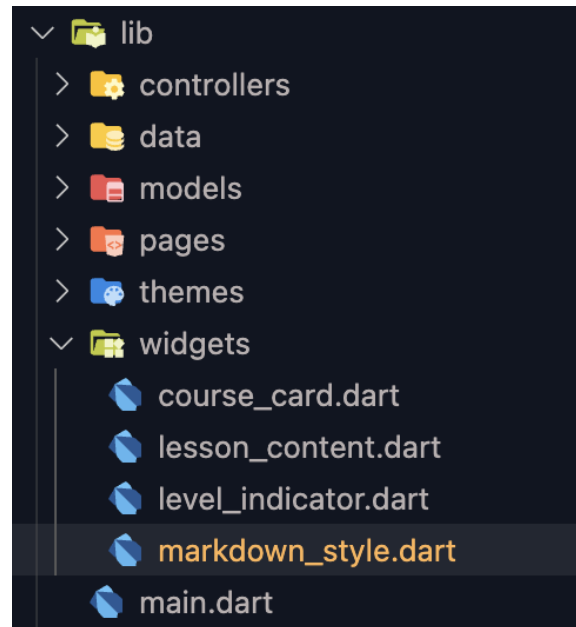 lib
controllers
data
models
pages
themes
widgets
course_card.dart
lesson_content.dart
level_indicator.dart
markdown_style.dart
main.dart